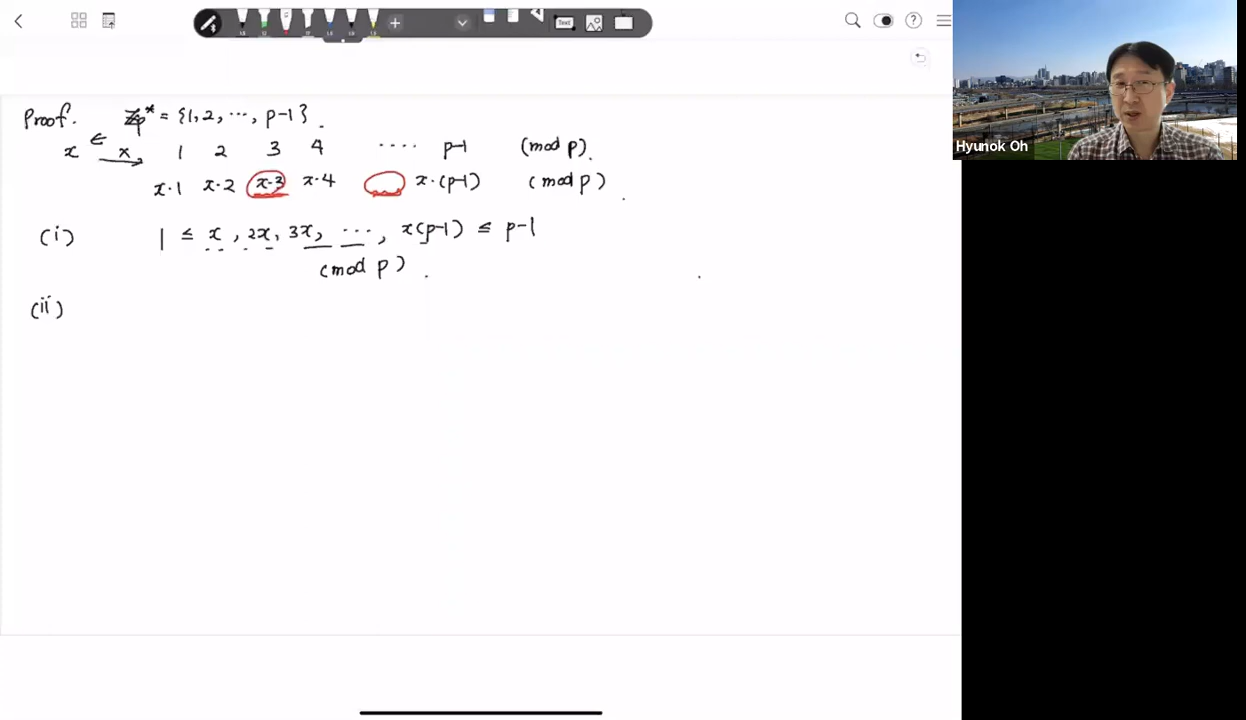 Proof. Zp* = {1, 2, ⋯, p-1}.
x ∈ × → 1 2 3 4 ⋯⋅ p-1 (mod p).
x⋅1 x⋅2 x⋅3 x⋅4 x⋅(p-1) (mod p)
(i) 1 ≤ x, 2x, 3x, ⋯, x(p-1) ≤ p-1
(mod p).
(ii)
Text
Hyunok Oh